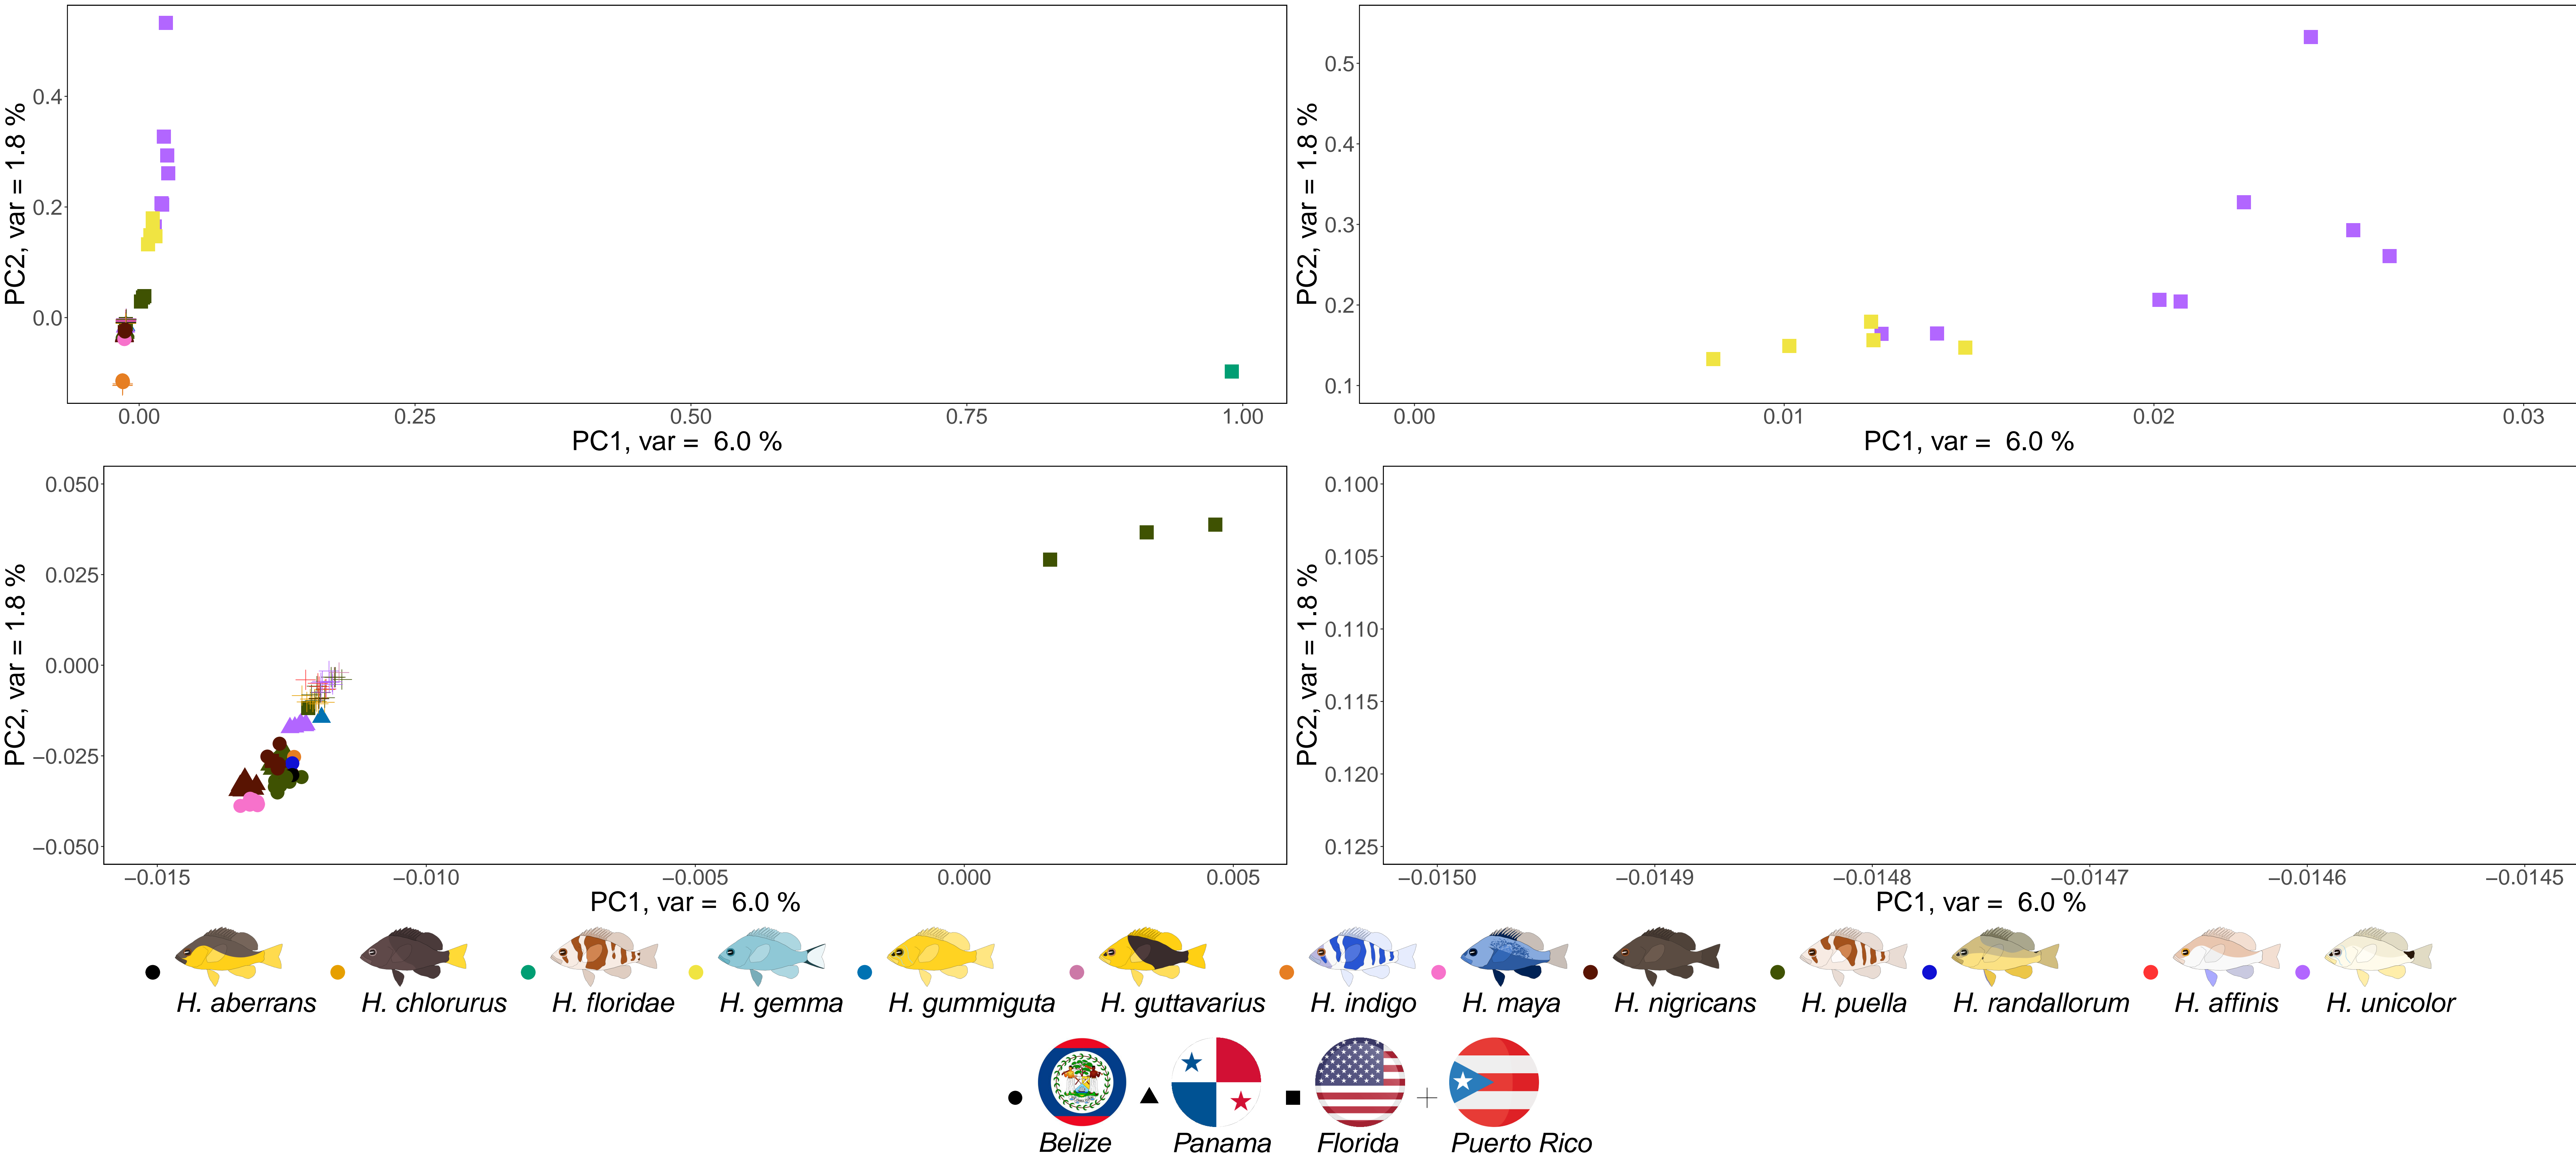 PC2, var = 1.8 %
0.4
0.2
0.0
0.00
0.25
0.50
0.75
1.00
PC1, var = 6.0 %
PC2, var = 1.8 %
0.5
0.4
0.3
0.2
0.1
0.00
0.01
0.02
0.03
PC1, var = 6.0 %
PC2, var = 1.8 %
0.050
0.025
0.000
−0.025
−0.050
−0.015
−0.010
−0.005
0.000
0.005
PC1, var = 6.0 %
PC2, var = 1.8 %
0.100
0.105
0.110
0.115
0.120
0.125
−0.0150
−0.0149
−0.0148
−0.0147
−0.0146
−0.0145
PC1, var = 6.0 %
H. aberrans
H. chlorurus
H. floridae
H. gemma
H. gummiguta
H. guttavarius
H. indigo
H. maya
H. nigricans
H. puella
H. randallorum
H. affinis
H. unicolor
Belize
Panama
Florida
Puerto Rico